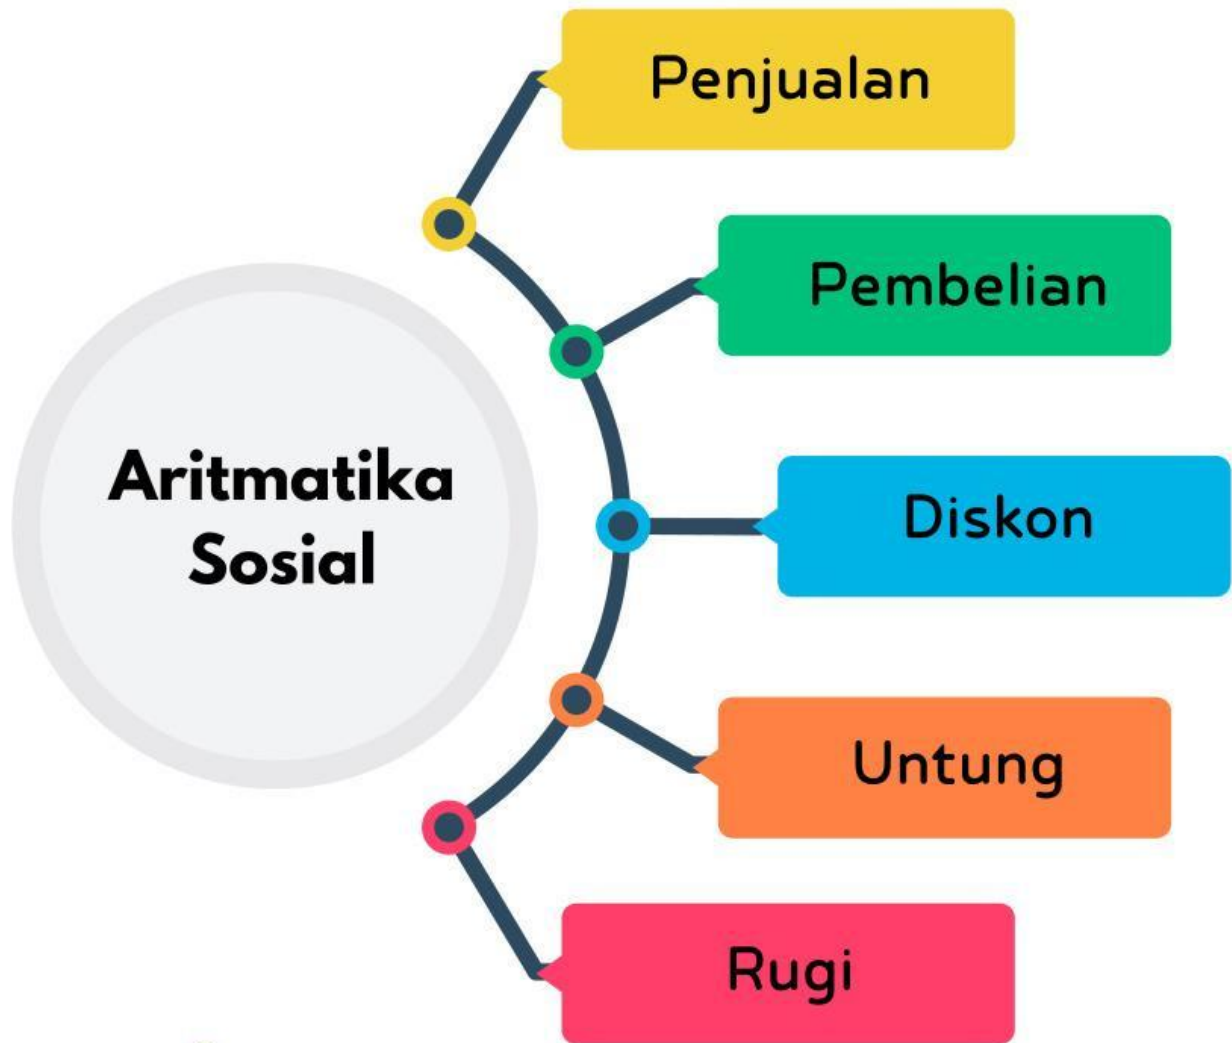 Penjualan
Pembelian
Aritmatika
Sosial
Diskon
Untung
Rugi